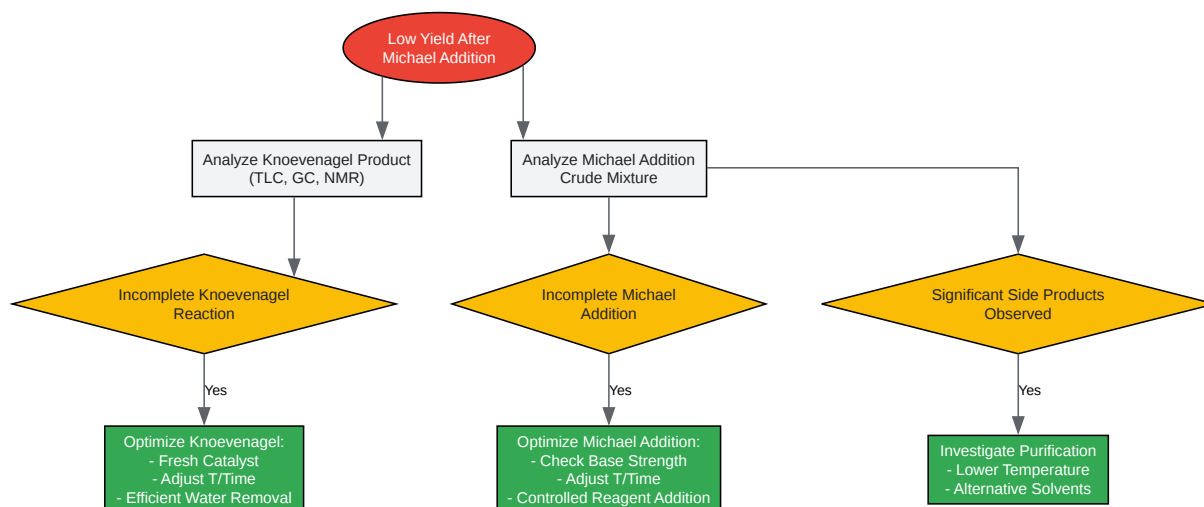 Low Yield After
Michael Addition
Analyze Knoevenagel Product
(TLC, GC, NMR)
Analyze Michael Addition
Crude Mixture
Incomplete Knoevenagel
Reaction
Incomplete Michael
Addition
Significant Side Products
Observed
Yes
Yes
Yes
Optimize Knoevenagel:
- Fresh Catalyst
- Adjust T/Time
- Efficient Water Removal
Optimize Michael Addition:
- Check Base Strength
- Adjust T/Time
- Controlled Reagent Addition
Investigate Purification
- Lower Temperature
- Alternative Solvents